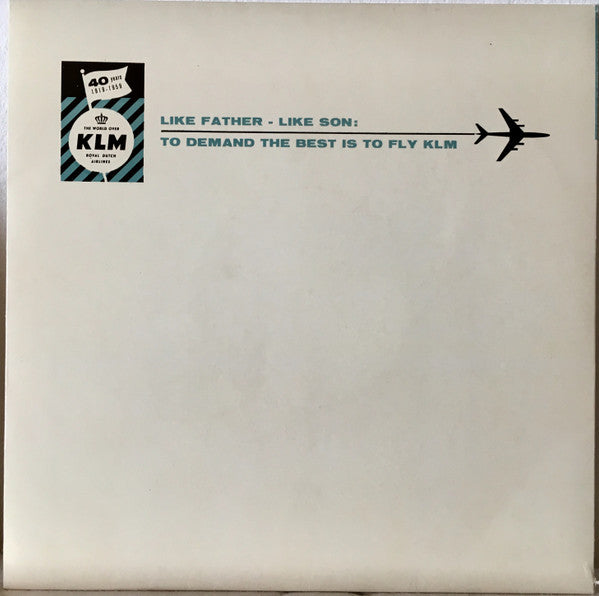 40 years
1919-1959
THE WORLD OVER
KLM
ROYAL DUTCH
AIRLINES
LIKE FATHER - LIKE SON:
TO DEMAND THE BEST IS TO FLY KLM